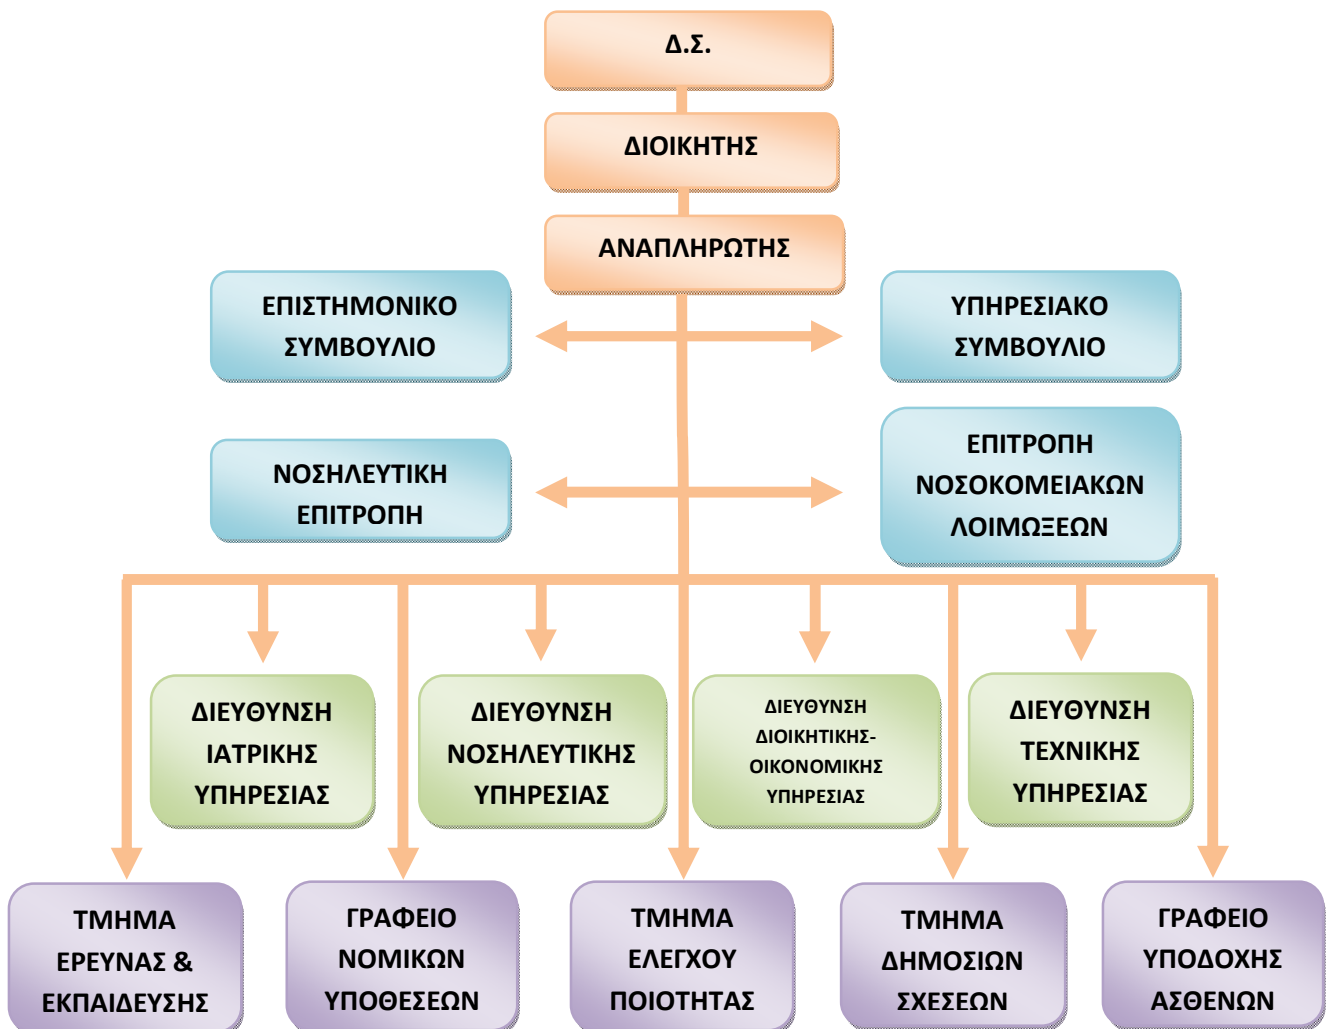 Δ.Σ.
ΔΙΟΙΚΗΤΗΣ
ΑΝΑΠΛΗΡΩΤΗΣ
ΕΠΙΣΤΗΜΟΝΙΚΟ
ΣΥΜΒΟΥΛΙΟ
ΥΠΗΡΕΣΙΑΚΟ
ΣΥΜΒΟΥΛΙΟ
ΝΟΣΗΛΕΥΤΙΚΗ
ΕΠΙΤΡΟΠΗ
ΕΠΙΤΡΟΠΗ
ΝΟΣΟΚΟΜΕΙΑΚΩΝ
ΛΟΙΜΩΞΕΩΝ
ΔΙΕΥΘΥΝΣΗ
ΙΑΤΡΙΚΗΣ
ΥΠΗΡΕΣΙΑΣ
ΔΙΕΥΘΥΝΣΗ
ΝΟΣΗΛΕΥΤΙΚΗΣ
ΥΠΗΡΕΣΙΑΣ
ΔΙΕΥΘΥΝΣΗ
ΔΙΟΙΚΗΤΙΚΗΣ-
ΟΙΚΟΝΟΜΙΚΗΣ
ΥΠΗΡΕΣΙΑΣ
ΔΙΕΥΘΥΝΣΗ
ΤΕΧΝΙΚΗΣ
ΥΠΗΡΕΣΙΑΣ
ΤΜΗΜΑ
ΕΡΕΥΝΑΣ &
ΕΚΠΑΙΔΕΥΣΗΣ
ΓΡΑΦΕΙΟ
ΝΟΜΙΚΩΝ
ΥΠΟΘΕΣΕΩΝ
ΤΜΗΜΑ
ΕΛΕΓΧΟΥ
ΠΟΙΟΤΗΤΑΣ
ΤΜΗΜΑ
ΔΗΜΟΣΙΩΝ
ΣΧΕΣΕΩΝ
ΓΡΑΦΕΙΟ
ΥΠΟΔΟΧΗΣ
ΑΣΘΕΝΩΝ